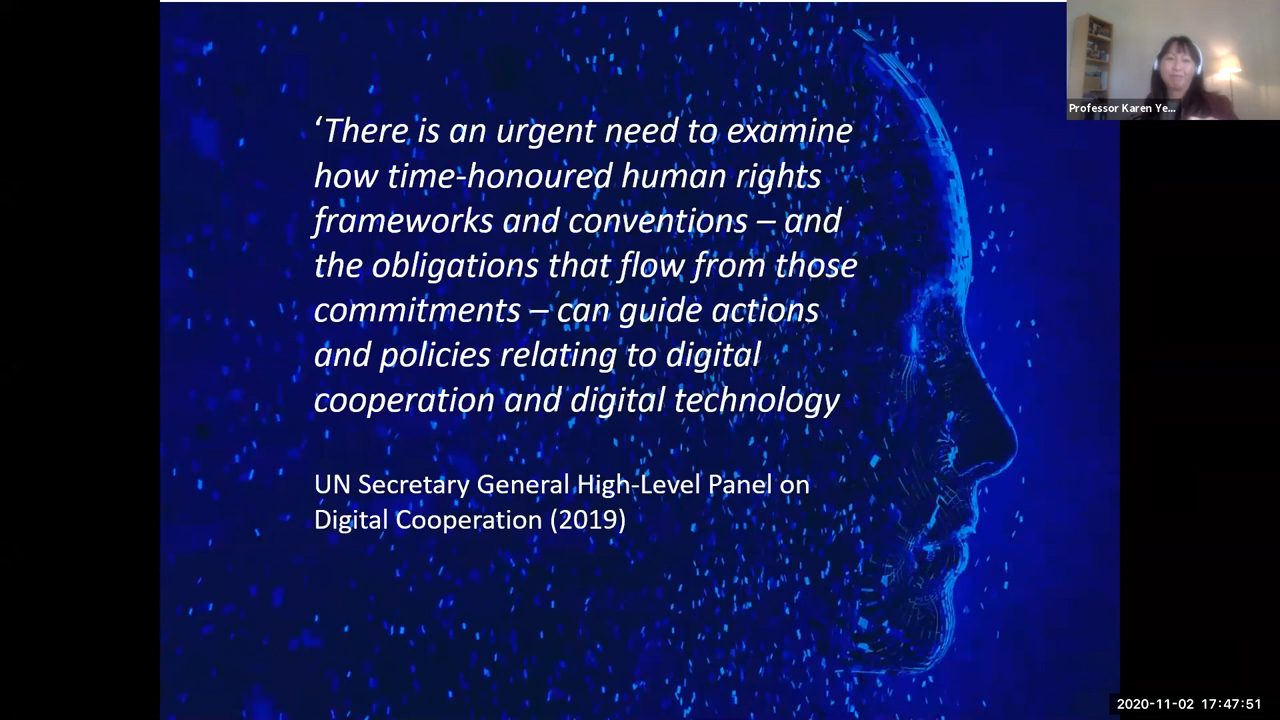 Professor Karen Ye...
‘There is an urgent need to examine
how time-honoured human rights
frameworks and conventions – and
the obligations that flow from those
commitments – can guide actions
and policies relating to digital
cooperation and digital technology
UN Secretary General High-Level Panel on
Digital Cooperation (2019)
2020-11-02 17:47:51